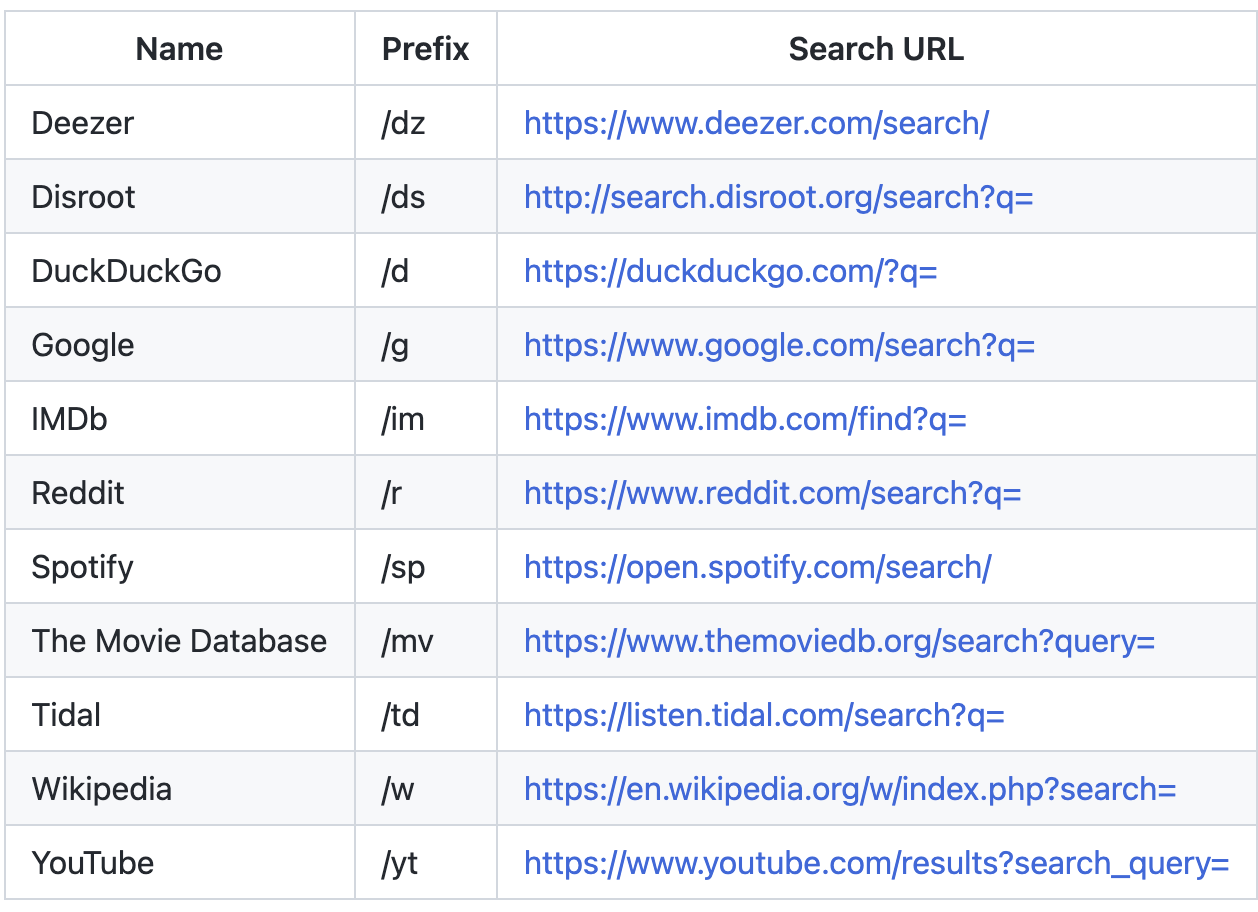 Name Prefix Search URL
Deezer /dz https://www.deezer.com/search/
Disroot /ds http://search.disroot.org/search?q=
DuckDuckGo /d https://duckduckgo.com/?q=
Google /g https://www.google.com/search?q=
IMDb /im https://www.imdb.com/find?q=
Reddit /r https://www.reddit.com/search?q=
Spotify /sp https://open.spotify.com/search/
The Movie Database /mv https://www.themoviedb.org/search?query=
Tidal /td https://listen.tidal.com/search?q=
Wikipedia /w https://en.wikipedia.org/w/index.php?search=
YouTube /yt https://www.youtube.com/results?search_query=